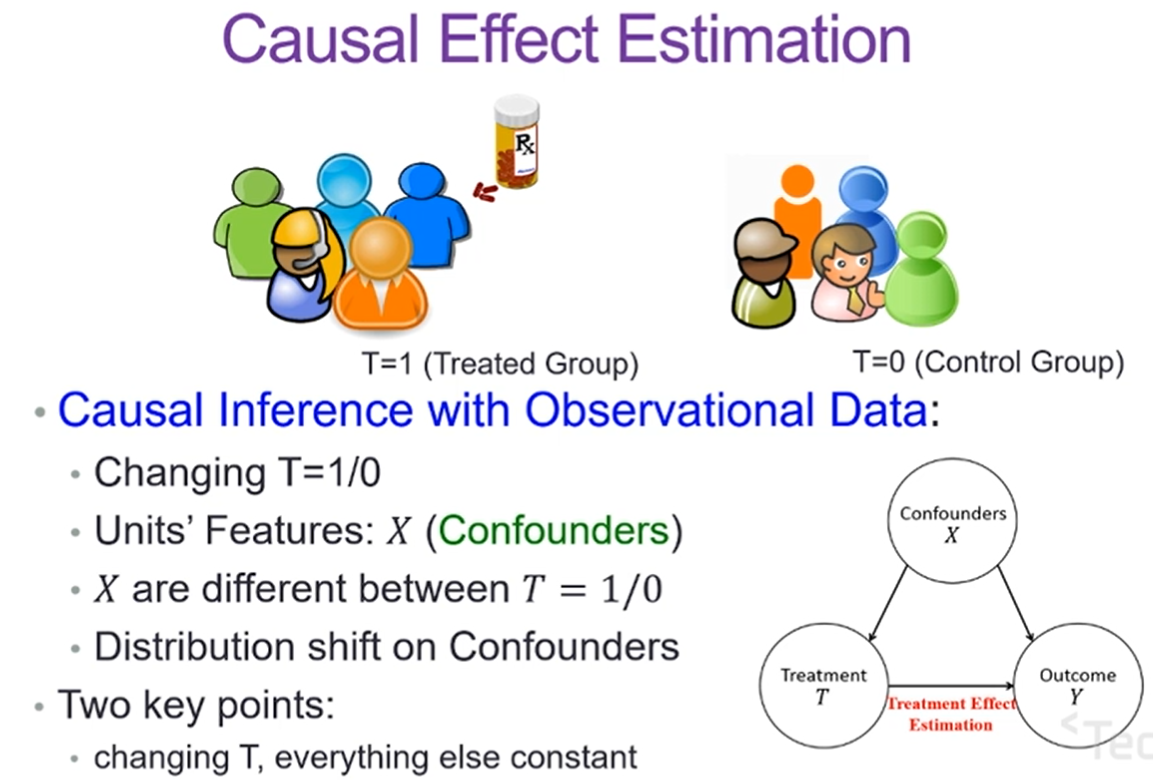 Causal Effect Estimation
Rx
T=1 (Treated Group)
T=0 (Control Group)
• Causal Inference with Observational Data:
• Changing T=1/0
• Units’ Features: X (Confounders)
• X are different between T = 1/0
• Distribution shift on Confounders
• Two key points:
• changing T, everything else constant
Confounders
X
Treatment
T
Treatment Effect
Estimation
Outcome
Y